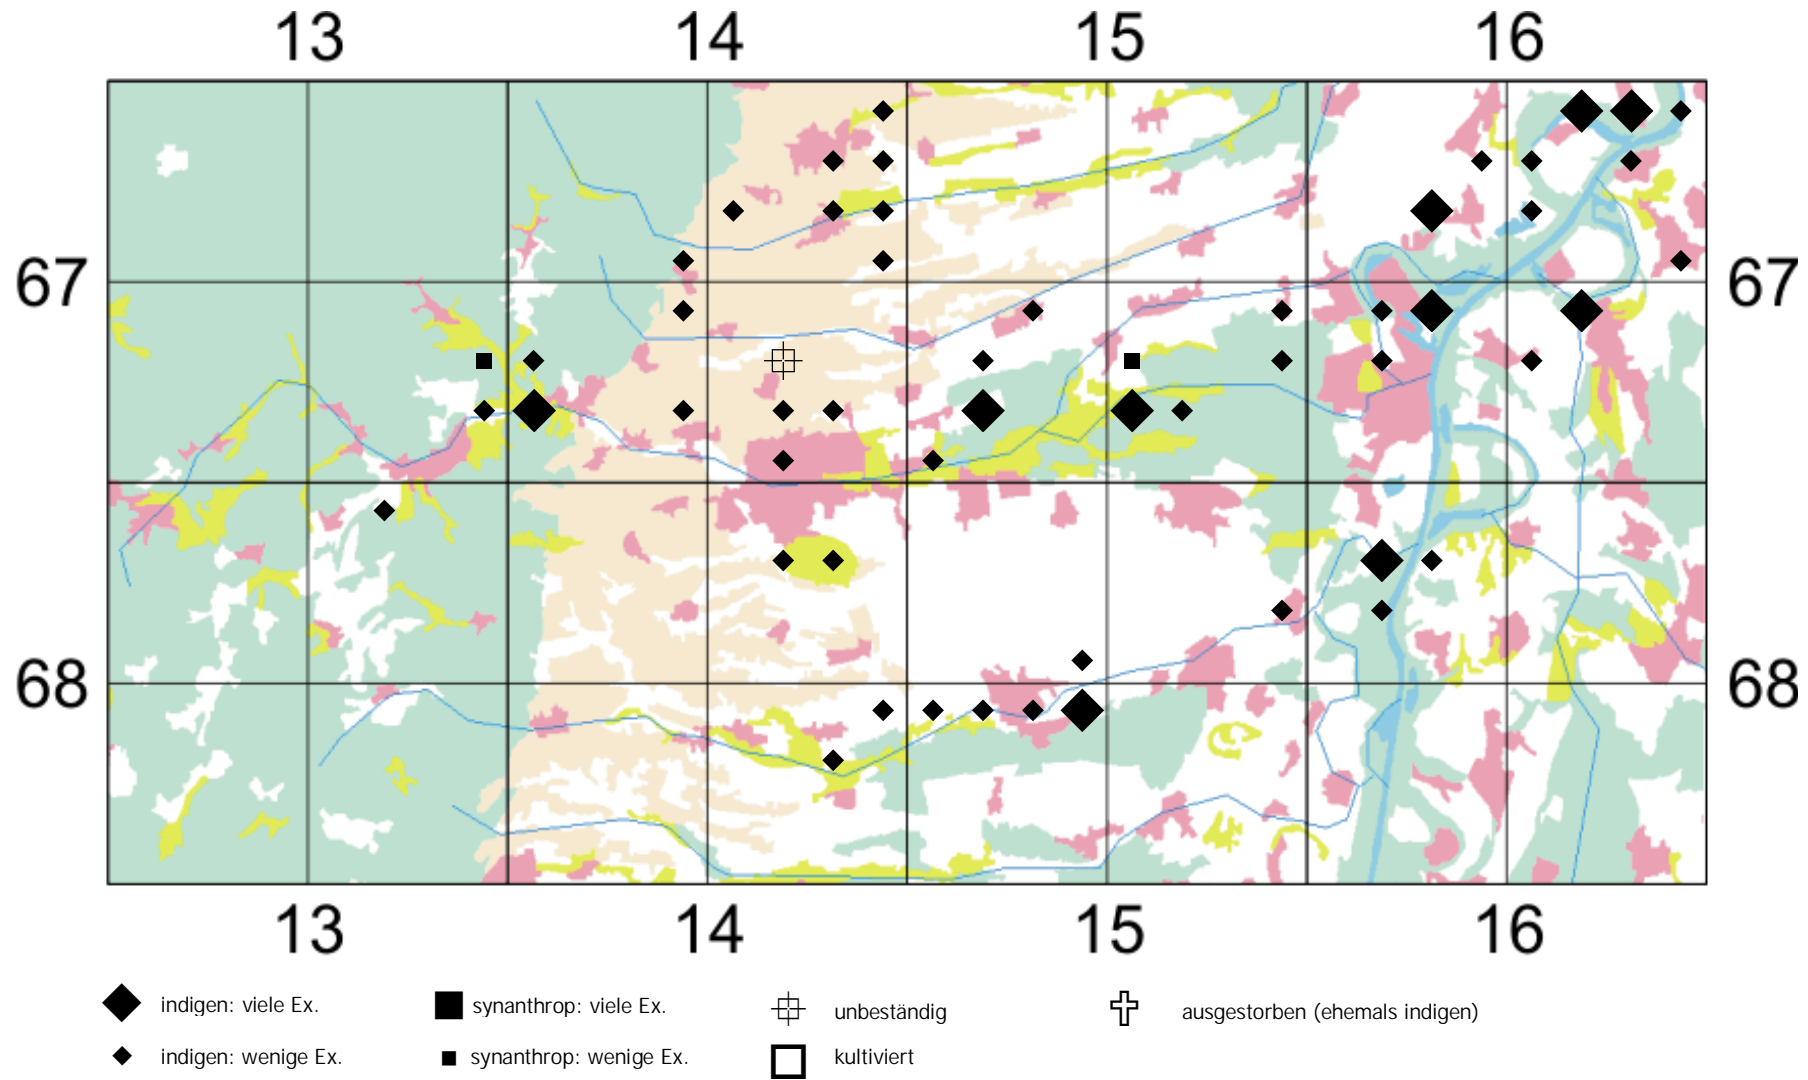 13 14 15 16
67 67
68 68
13 14 15 16
indigen: viele Ex. synanthrop: viele Ex. unbeständig ausgestorben (ehemals indigen)
indigen: wenige Ex. synanthrop: wenige Ex. kultiviert